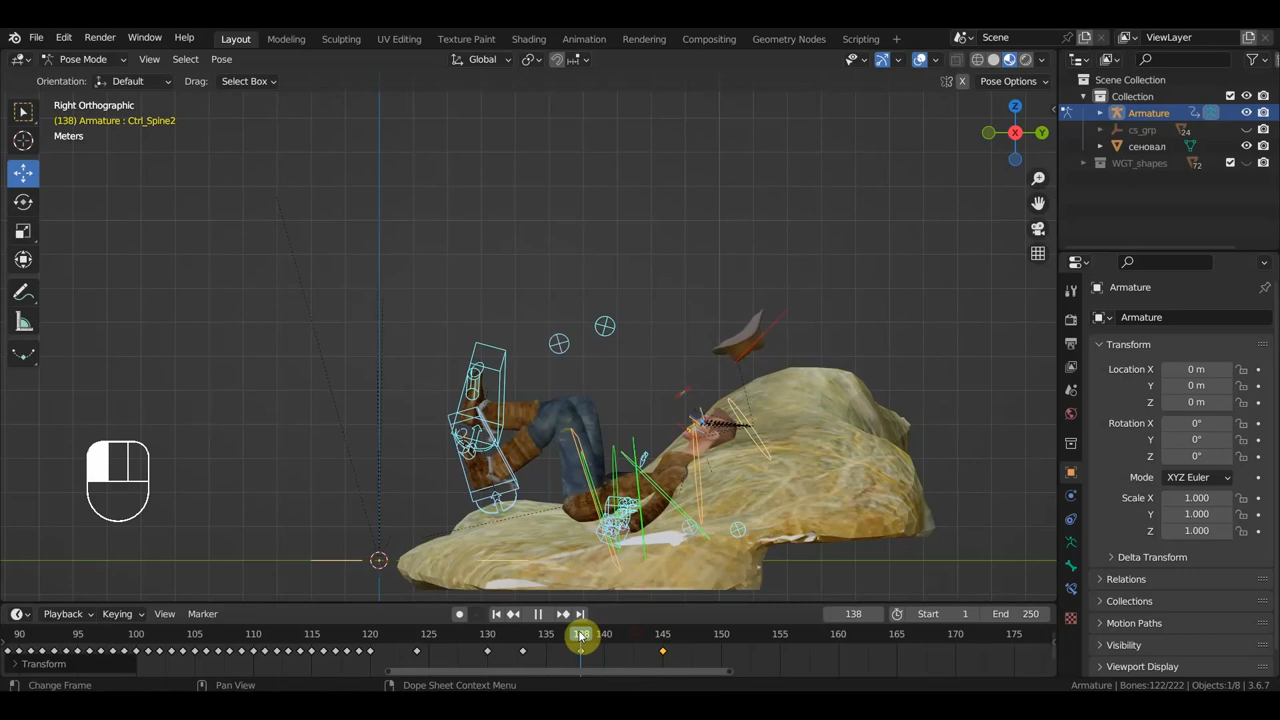 File Edit Render Window Help Layout Modeling Sculpting UV Editing Texture Paint Shading Animation Rendering Compositing Geometry Nodes Scripting + Scene ViewLayer
Pose Mode View Select Pose Global
Orientation: Default Drag: Select Box X Pose Options
Right Orthographic
(138) Armature : Ctrl_Spine2
Meters
Z
Y
X
Scene Collection
Collection
Armature
cs_grp 24
сеновал
WGT_shapes 72
Armature
Armature
Transform
Location X 0 m
Y 0 m
Z 0 m
Rotation X 0°
Y 0°
Z 0°
Mode XYZ Euler
Scale X 1.000
Y 1.000
Z 1.000
Delta Transform
Relations
Collections
Motion Paths
Visibility
Viewport Display
Playback Keying View Marker 138 Start 1 End 250
90 95 100 105 110 115 120 125 130 135 138 140 145 150 155 160 165 170 175
Transform
Change Frame Pan View Dope Sheet Context Menu Armature | Bones:122/222 | Objects:1/8 | 3.6.7